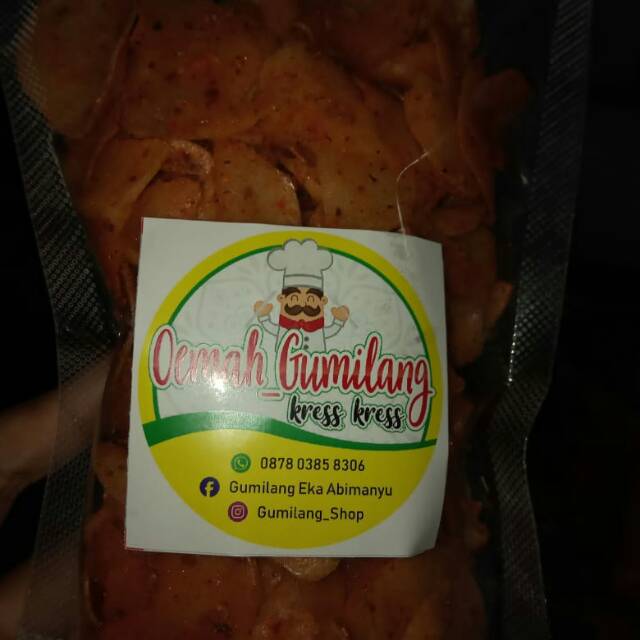 Oemah_Gumilang
kress kress
0878 0385 8306
Gumilang Eka Abimanyu
Gumilang_Shop